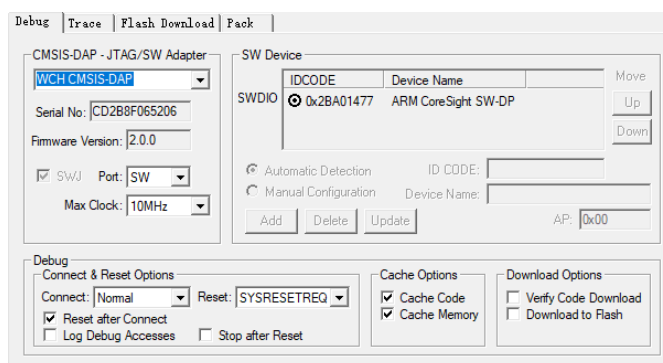 Debug Trace Flash Download Pack
CMSIS-DAP - JTAG/SW Adapter
WCH CMSIS-DAP
Serial No: CD2B8F065206
Firmware Version: 2.0.0
SWJ Port: SW
Max Clock: 10MHz
SW Device
IDCODE Device Name Move
SWDIO 0x2BA01477 ARM CoreSight SW-DP Up
Down
Automatic Detection ID CODE:
Manual Configuration Device Name:
Add Delete Update AP: 0x00
Debug
Connect & Reset Options
Connect: Normal Reset: SYSRESETREQ
Reset after Connect
Log Debug Accesses Stop after Reset
Cache Options
Cache Code
Cache Memory
Download Options
Verify Code Download
Download to Flash